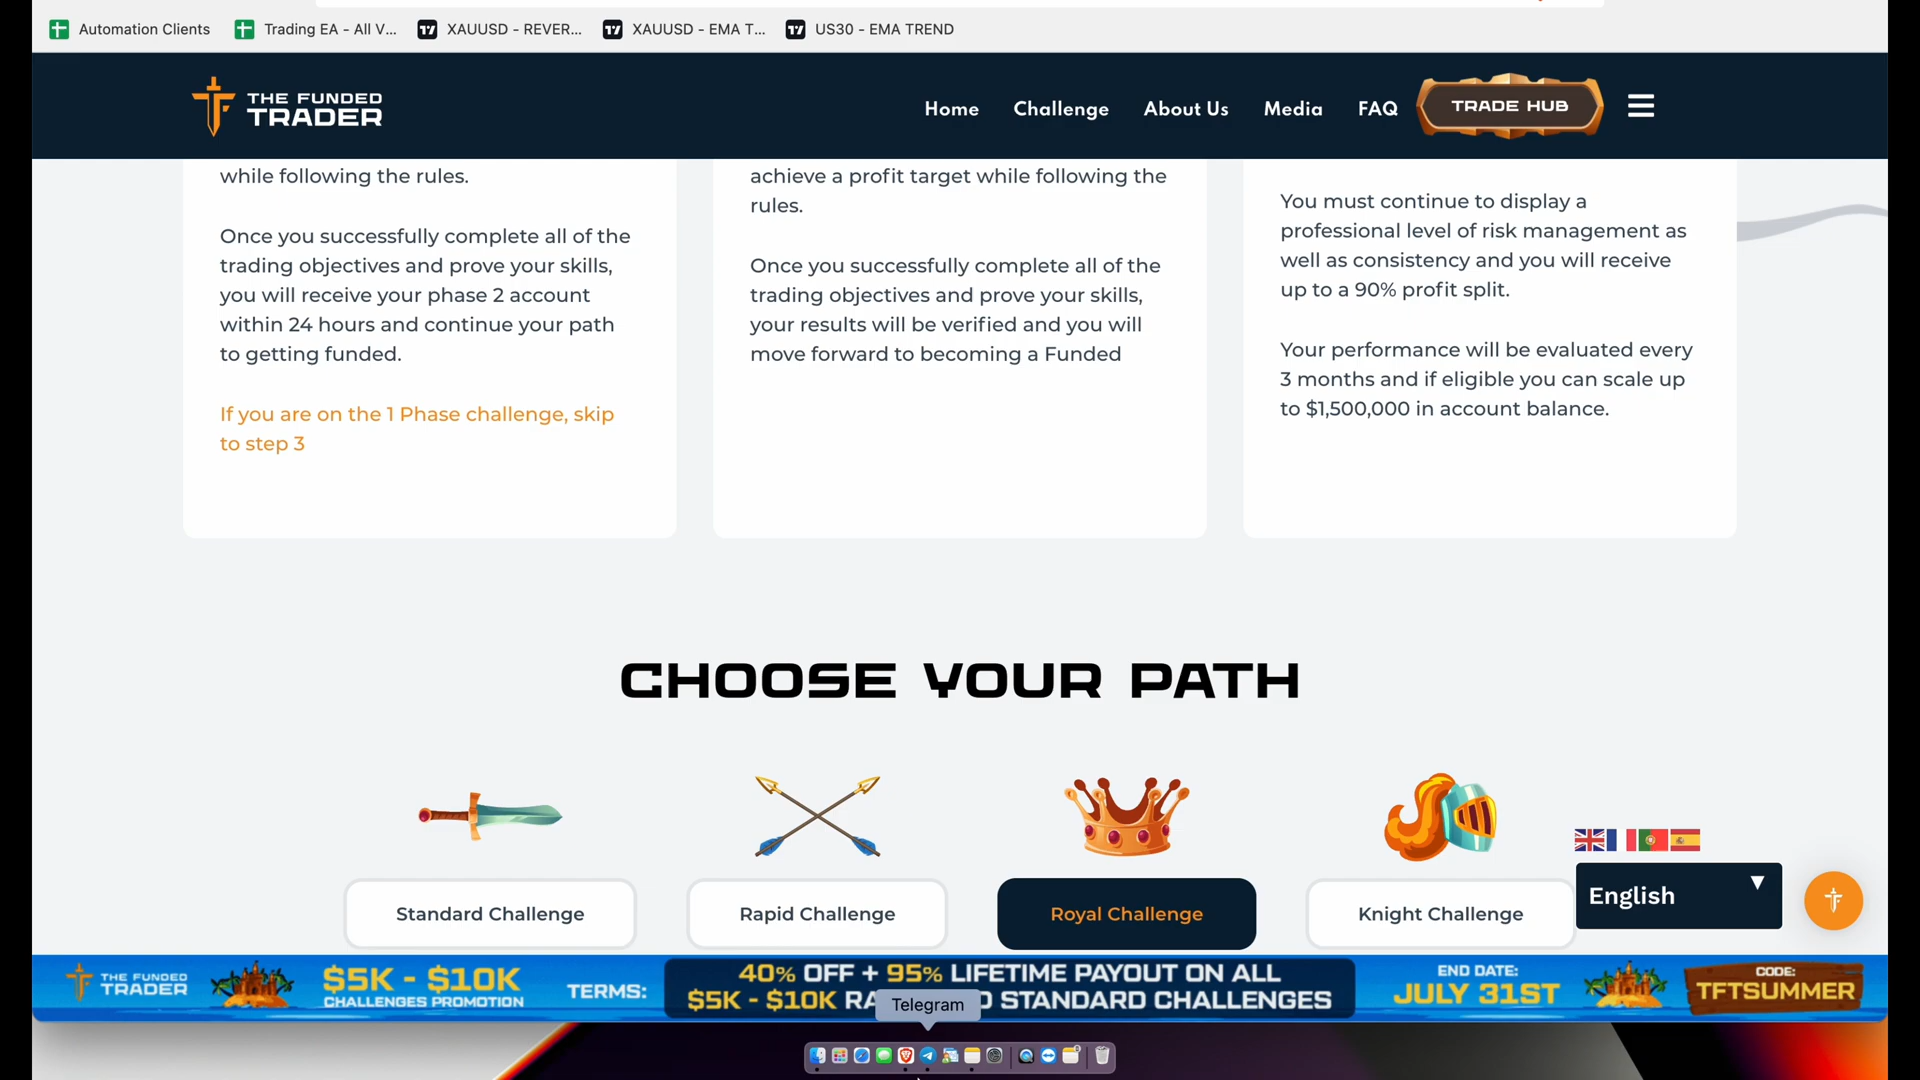 Automation Clients
Trading EA - All V...
XAUUSD - REVER...
XAUUSD - EMA T...
US30 - EMA TREND
THE FUNDED
TRADER
Home
Challenge
About Us
Media
FAQ
TRADE HUB
while following the rules.
Once you successfully complete all of the
trading objectives and prove your skills,
you will receive your phase 2 account
within 24 hours and continue your path
to getting funded.
If you are on the 1 Phase challenge, skip
to step 3
achieve a profit target while following the
rules.
Once you successfully complete all of the
trading objectives and prove your skills,
your results will be verified and you will
move forward to becoming a Funded
You must continue to display a
professional level of risk management as
well as consistency and you will receive
up to a 90% profit split.
Your performance will be evaluated every
3 months and if eligible you can scale up
to $1,500,000 in account balance.
CHOOSE YOUR PATH
Standard Challenge
Rapid Challenge
Royal Challenge
Knight Challenge
English
THE FUNDED
TRADER
$5K - $10K
CHALLENGES PROMOTION
TERMS:
40% OFF + 95% LIFETIME PAYOUT ON ALL
$5K - $10K STANDARD CHALLENGES
END DATE:
JULY 31ST
CODE:
TFTSUMMER
Telegram